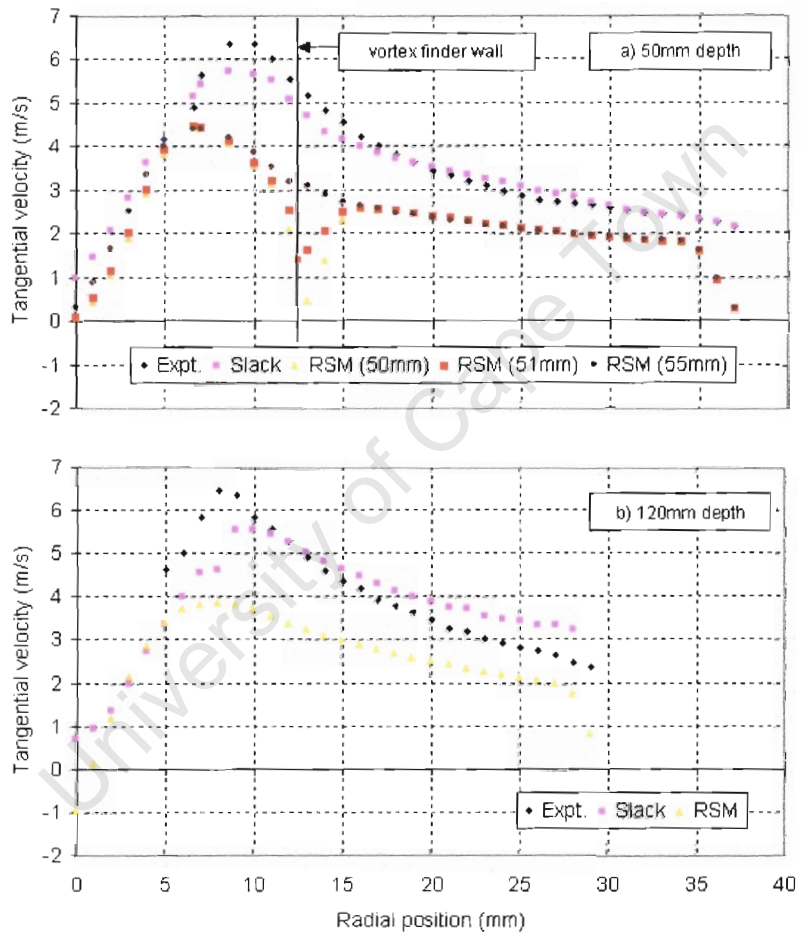 7
6
5
4
3
2
1
0
-1
-2
Tangential velocity (m/s)
vortex finder wall
a) 50mm depth
Expt. Slack RSM (50mm) RSM (51mm) RSM (55mm)
7
6
5
4
3
2
1
0
-1
-2
Tangential velocity (m/s)
b) 120mm depth
Expt. Slack RSM
0 5 10 15 20 25 30 35 40
Radial position (mm)
University of Cape Town